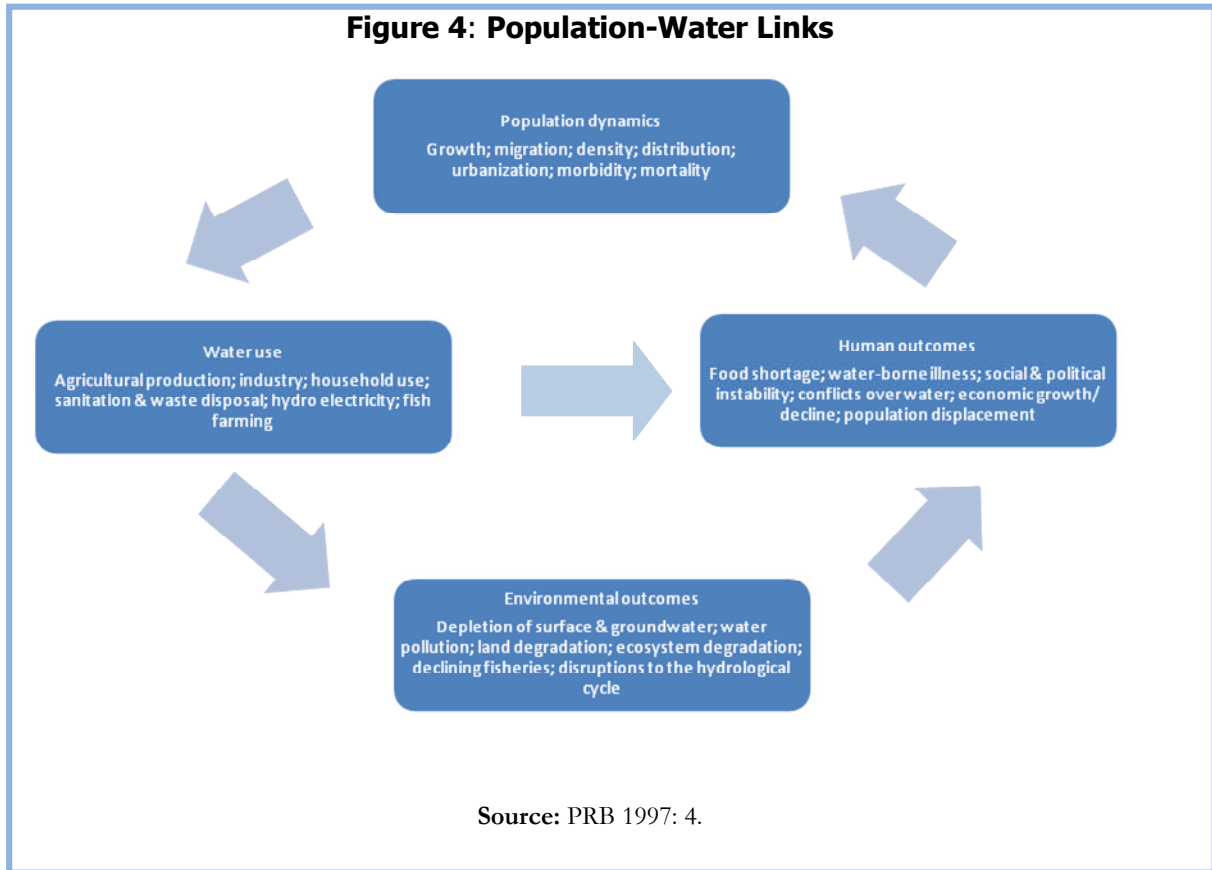 Figure 4: Population-Water Links
Population dynamics
Growth; migration; density; distribution;
urbanization; morbidity; mortality
Water use
Agricultural production; industry; household use;
sanitation & waste disposal; hydro electricity; fish
farming
Human outcomes
Food shortage; water-borne illness; social & political
instability; conflicts over water; economic growth/
decline; population displacement
Environmental outcomes
Depletion of surface & groundwater; water
pollution; land degradation; ecosystem degradation;
declining fisheries; disruptions to the hydrological
cycle
Source: PRB 1997: 4.